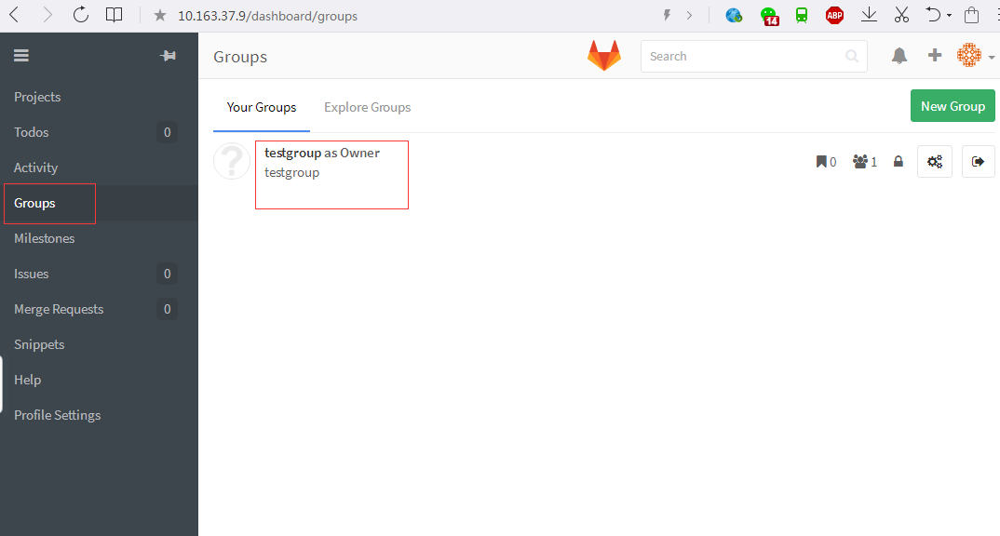 10.163.37.9/dashboard/groups
14
ABP
Groups
Search
Projects
Todos 0
Activity
Groups
Milestones
Issues 0
Merge Requests 0
Snippets
Help
Profile Settings
Your Groups Explore Groups
New Group
testgroup as Owner
testgroup
0 1